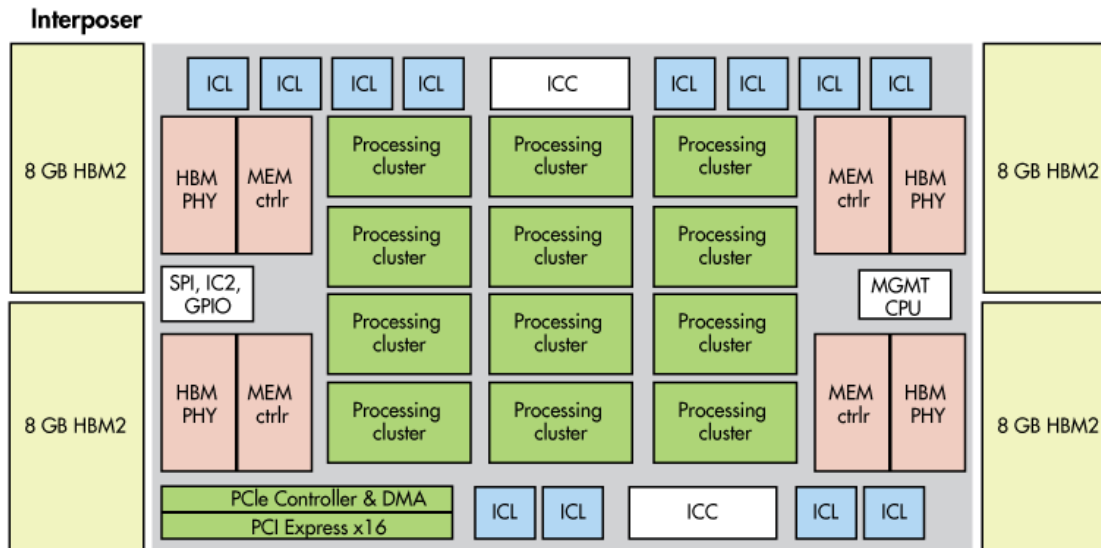 Interposer
8 GB HBM2
ICL
ICL
ICL
ICL
ICC
ICL
ICL
ICL
ICL
8 GB HBM2
HBM
PHY
MEM
ctrlr
Processing
cluster
Processing
cluster
Processing
cluster
MEM
ctrlr
HBM
PHY
Processing
cluster
Processing
cluster
Processing
cluster
SPI, IC2,
GPIO
MGMT
CPU
8 GB HBM2
HBM
PHY
MEM
ctrlr
Processing
cluster
Processing
cluster
Processing
cluster
MEM
ctrlr
HBM
PHY
8 GB HBM2
Processing
cluster
Processing
cluster
Processing
cluster
PCIe Controller & DMA
PCI Express x16
ICL
ICL
ICC
ICL
ICL